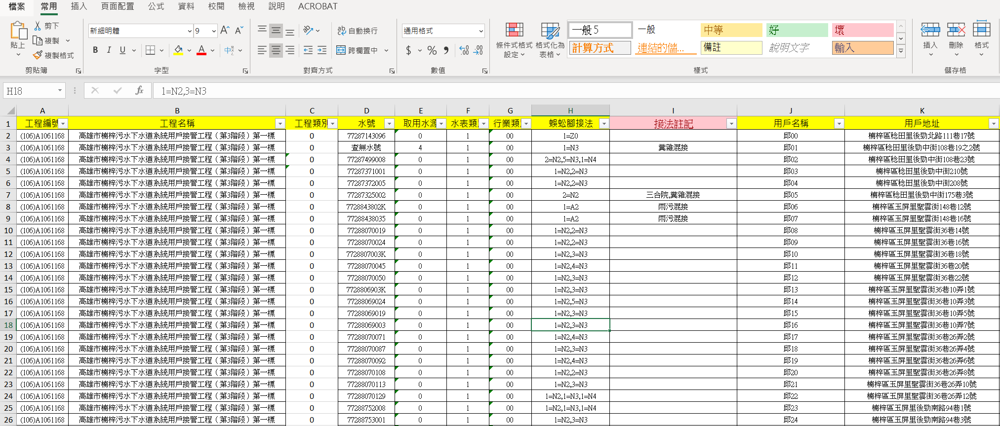 檔案 常用 插入 頁面配置 公式 資料 校閱 檢視 說明 ACROBAT
剪下 新細明體 9 A A ab 自動換行 通用格式 一般 5 一般 中等 好 壞
貼上 複製 B I U A 中 跨欄置中 $ % 條件式格式設定 格式化為表格 計算方式 連結的儲... 備註 說明文字 輸入 插入 刪除 格式
複製格式
剪貼簿 字型 對齊方式 數值 樣式 儲存格
H18 fx 1=N2,3=N3
A B C D E F G H I J K
1 工程編號 工程名稱 工程類別 水號 取用水源 水表類 行業類 蜈蚣腳接法 接法註記 用戶名稱 用戶地址
2 (106)A1061168 高雄市楠梓污水下水道系統用戶接管工程（第3階段）第一標 0 77287143096 0 1 00 1=Z0 邱00 楠梓區稔田里後勁北路111巷17號
3 (106)A1061168 高雄市楠梓污水下水道系統用戶接管工程（第3階段）第一標 0 查無水號 4 1 00 1=N3 糞雜混接 邱01 楠梓區稔田里後勁中街108巷19之2號
4 (106)A1061168 高雄市楠梓污水下水道系統用戶接管工程（第3階段）第一標 0 77287499008 0 1 00 2=N2,5=N3,1=N4 邱02 楠梓區稔田里後勁中街108巷23號
5 (106)A1061168 高雄市楠梓污水下水道系統用戶接管工程（第3階段）第一標 0 77287371001 0 1 00 1=N2,2=N3 邱03 楠梓區稔田里後勁中街210號
6 (106)A1061168 高雄市楠梓污水下水道系統用戶接管工程（第3階段）第一標 0 77287372005 0 1 00 1=N2,2=N3 邱04 楠梓區稔田里後勁中街208號
7 (106)A1061168 高雄市楠梓污水下水道系統用戶接管工程（第3階段）第一標 0 77287325002 0 1 00 2=N2 三合院,糞雜混接 邱05 楠梓區稔田里後勁中街175巷3號
8 (106)A1061168 高雄市楠梓污水下水道系統用戶接管工程（第3階段）第一標 0 7728843802K 0 1 00 1=A2 雨污混接 邱06 楠梓區玉屏里聖雲街148巷12號
9 (106)A1061168 高雄市楠梓污水下水道系統用戶接管工程（第3階段）第一標 0 77288438035 0 1 00 1=A2 雨污混接 邱07 楠梓區玉屏里聖雲街148巷16號
10 (106)A1061168 高雄市楠梓污水下水道系統用戶接管工程（第3階段）第一標 0 77288070019 0 1 00 1=N2,2=N3 邱08 楠梓區玉屏里聖雲街36巷14號
11 (106)A1061168 高雄市楠梓污水下水道系統用戶接管工程（第3階段）第一標 0 77288070024 0 1 00 1=N2,2=N3 邱09 楠梓區玉屏里聖雲街36巷16號
12 (106)A1061168 高雄市楠梓污水下水道系統用戶接管工程（第3階段）第一標 0 7728807003K 0 1 00 1=N2,3=N3 邱10 楠梓區玉屏里聖雲街36巷18號
13 (106)A1061168 高雄市楠梓污水下水道系統用戶接管工程（第3階段）第一標 0 77288070045 0 1 00 1=N2,4=N3 邱11 楠梓區玉屏里聖雲街36巷20號
14 (106)A1061168 高雄市楠梓污水下水道系統用戶接管工程（第3階段）第一標 0 77288070050 0 1 00 1=N2,3=N3 邱12 楠梓區玉屏里聖雲街36巷22號
15 (106)A1061168 高雄市楠梓污水下水道系統用戶接管工程（第3階段）第一標 0 7728806903K 0 1 00 1=N2,3=N3 邱13 楠梓區玉屏里聖雲街36巷10弄1號
16 (106)A1061168 高雄市楠梓污水下水道系統用戶接管工程（第3階段）第一標 0 77288069024 0 1 00 1=N2,5=N3 邱14 楠梓區玉屏里聖雲街36巷10弄3號
17 (106)A1061168 高雄市楠梓污水下水道系統用戶接管工程（第3階段）第一標 0 77288069019 0 1 00 1=N2,3=N3 邱15 楠梓區玉屏里聖雲街36巷10弄5號
18 (106)A1061168 高雄市楠梓污水下水道系統用戶接管工程（第3階段）第一標 0 77288069003 0 1 00 1=N2,3=N3 邱16 楠梓區玉屏里聖雲街36巷10弄7號
19 (106)A1061168 高雄市楠梓污水下水道系統用戶接管工程（第3階段）第一標 0 77288070071 0 1 00 1=N2,4=N3 邱17 楠梓區玉屏里聖雲街36巷26弄2號
20 (106)A1061168 高雄市楠梓污水下水道系統用戶接管工程（第3階段）第一標 0 77288070087 0 1 00 1=N2,3=N3 邱18 楠梓區玉屏里聖雲街36巷26弄4號
21 (106)A1061168 高雄市楠梓污水下水道系統用戶接管工程（第3階段）第一標 0 77288070092 0 1 00 1=N2,4=N3 邱19 楠梓區玉屏里聖雲街36巷26弄6號
22 (106)A1061168 高雄市楠梓污水下水道系統用戶接管工程（第3階段）第一標 0 77288070108 0 1 00 1=N2,2=N3 邱20 楠梓區玉屏里聖雲街36巷26弄8號
23 (106)A1061168 高雄市楠梓污水下水道系統用戶接管工程（第3階段）第一標 0 77288070113 0 1 00 1=N2,3=N3 邱21 楠梓區玉屏里聖雲街36巷26弄10號
24 (106)A1061168 高雄市楠梓污水下水道系統用戶接管工程（第3階段）第一標 0 77288070129 0 1 00 1=N2,1=N3,1=N4 邱22 楠梓區玉屏里聖雲街36巷26弄12號
25 (106)A1061168 高雄市楠梓污水下水道系統用戶接管工程（第3階段）第一標 0 77288752008 0 1 00 1=N2,1=N3,1=N4 邱23 楠梓區玉屏里後勁南路94巷1號
26 (106)A1061168 高雄市楠梓污水下水道系統用戶接管工程（第3階段）第一標 0 77288753001 0 1 00 1=N2,3=N3 邱24 楠梓區玉屏里後勁南路94巷3號